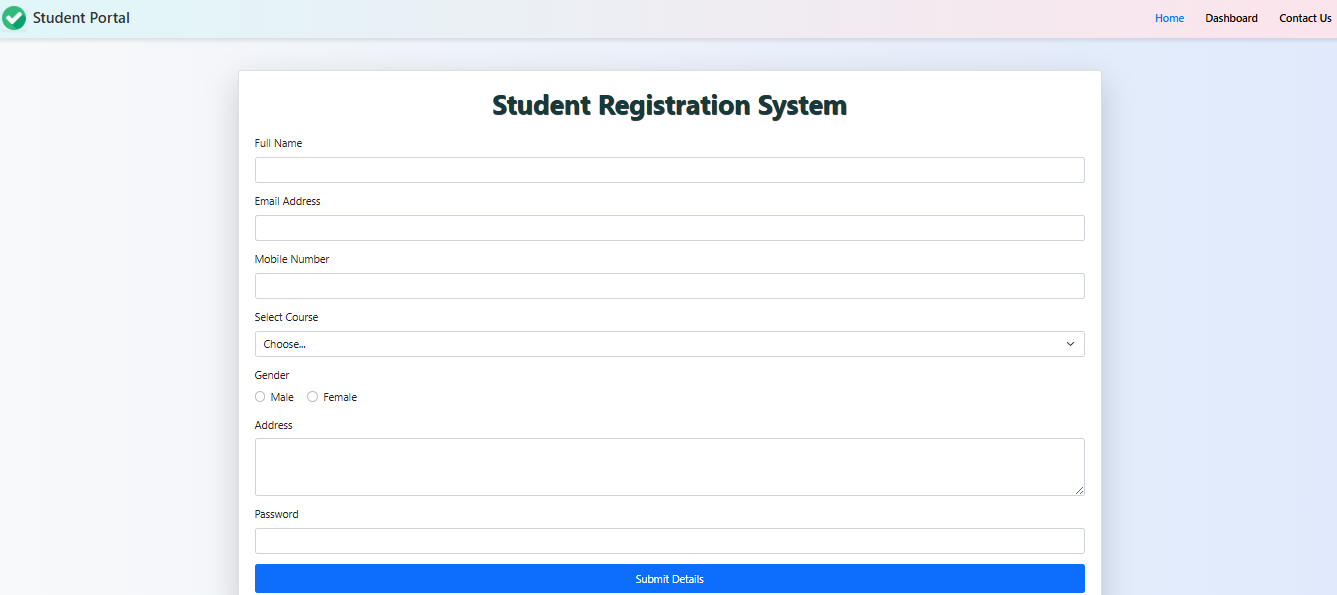 Student Portal
Home Dashboard Contact Us
Student Registration System
Full Name
Email Address
Mobile Number
Select Course
Choose...
Gender
Male Female
Address
Password
Submit Details